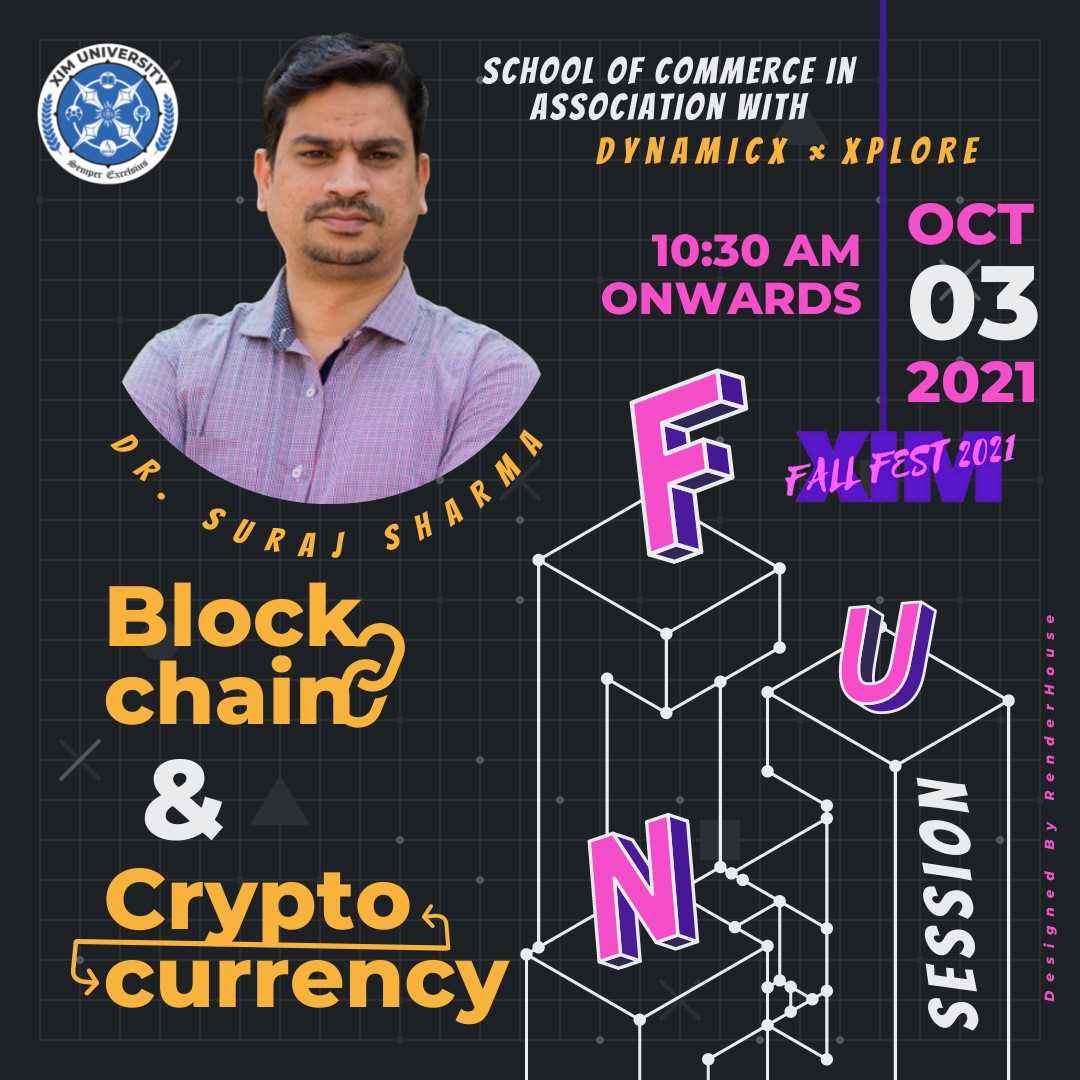 XIM UNIVERSITY
Semper Excelsius
SCHOOL OF COMMERCE IN
ASSOCIATION WITH
DYNAMICX × XPLORE
10:30 AM
ONWARDS
OCT
03
2021
XIM
FALL FEST 2021
DR. SURAJ SHARMA
Block
chain
&
Crypto
currency
F
U
N
SESSION
Designed By RenderHouse